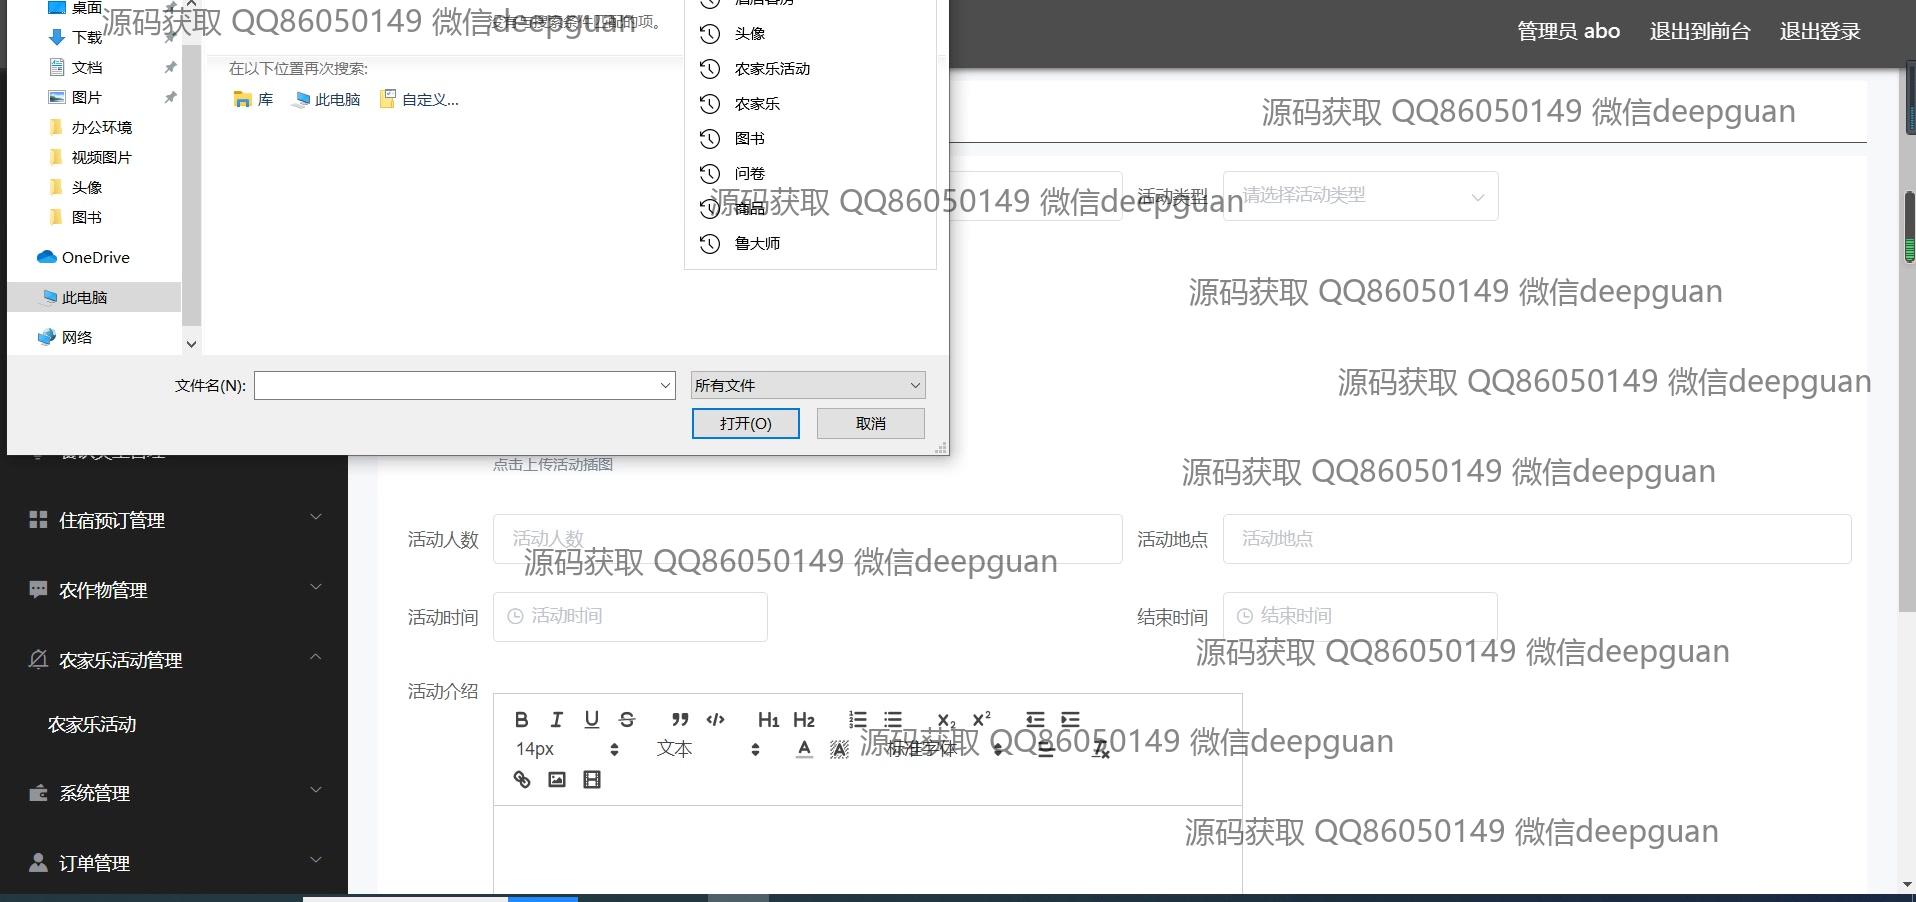 桌面
下载
文档
图片
办公环境
视频图片
头像
图书
OneDrive
此电脑
网络
没有与搜索条件匹配的项。
在以下位置再次搜索:
库
此电脑
自定义...
头像
农家乐活动
农家乐
图书
问卷
商品
鲁大师
文件名(N):
所有文件
打开(O)
取消
管理员 abo
退出到前台
退出登录
活动类型
请选择活动类型
点击上传活动插图
住宿预订管理
农作物管理
农家乐活动管理
农家乐活动
系统管理
订单管理
活动人数
活动人数
活动地点
活动地点
活动时间
活动时间
结束时间
结束时间
活动介绍
B I U S H1 H2 X2 X2
14px
文本
A A
标准字体
源码获取 QQ86050149 微信deepguan
源码获取 QQ86050149 微信deepguan
源码获取 QQ86050149 微信deepguan
源码获取 QQ86050149 微信deepguan
源码获取 QQ86050149 微信deepguan
源码获取 QQ86050149 微信deepguan
源码获取 QQ86050149 微信deepguan
源码获取 QQ86050149 微信deepguan
源码获取 QQ86050149 微信deepguan
源码获取 QQ86050149 微信deepguan